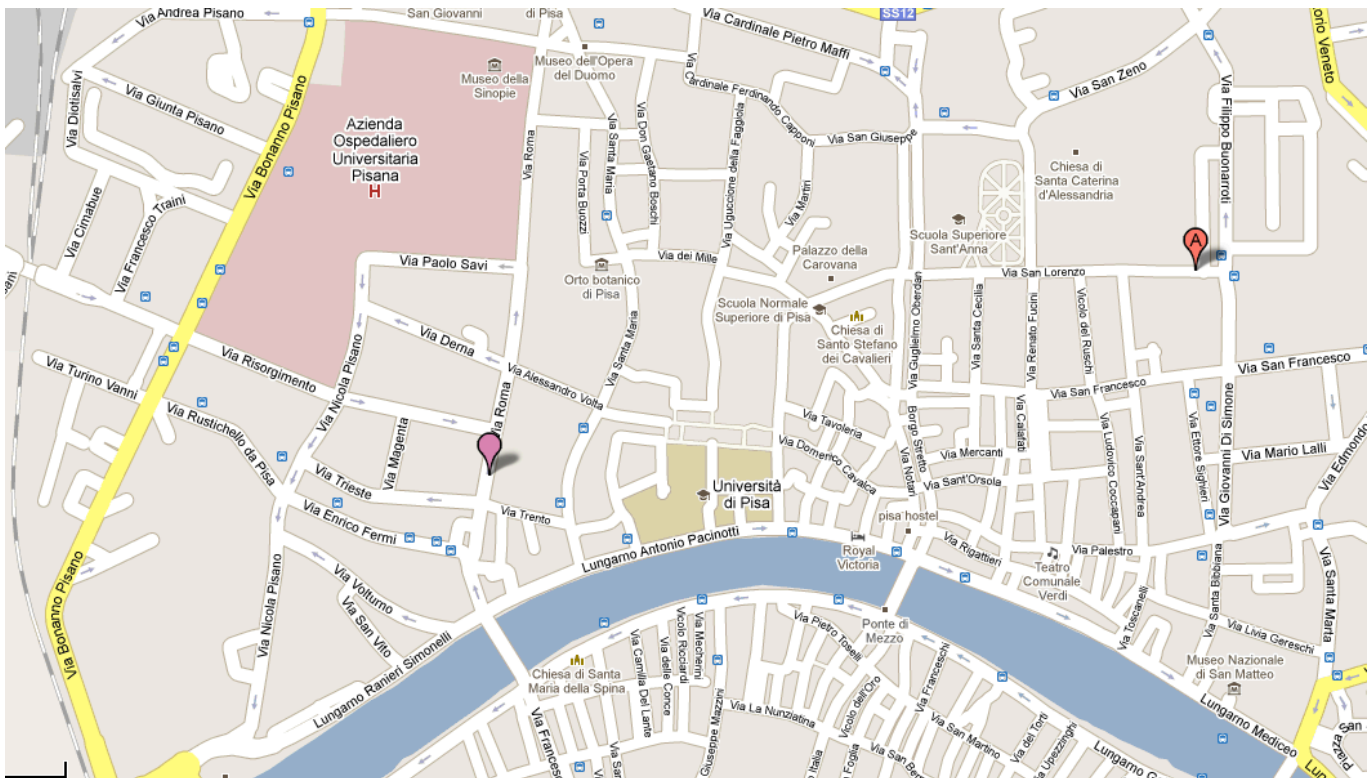 Via Andrea Pisano
San Giovanni
di Pisa
SS12
Via Cardinale Pietro Maffi
Museo dell'Opera
del Duomo
Museo della
Sinopie
Via San Zeno
Via Diotisalvi
Via Giunta Pisano
Via Bonanno Pisano
Azienda
Ospedaliero
Universitaria
Pisana
H
Via Roma
Via Santa Maria
Via Don Gaetano Boschi
Via Porta Buozzi
Cardinale Ferdinando Capponi
Via Uguccione della Faggiola
Via San Giuseppe
Via Martiri
Chiesa di
Santa Caterina
d'Alessandria
Via Filippo Buonarroti
Via Cimabue
Via Francesco Traini
Scuola Superiore
Sant'Anna
A
Via Paolo Savi
Via dei Mille
Palazzo della
Carovana
Orto botanico
di Pisa
Via San Lorenzo
Scuola Normale
Superiore di Pisa
Chiesa di
Santo Stefano
dei Cavalieri
Via Guglielmo Oberdan
Via Santa Cecilia
Via Renato Fucini
Vicolo del Ruschi
Via Risorgimento
Via Nicola Pisano
Via Derna
Via Alessandro Volta
Via Santa Maria
Via San Francesco
Via San Francesco
Via Turino Vanni
Via Rustichello da Pisa
Via Magenta
Via Roma
Via Tavoleria
Via Domenico Cavalca
Borgo Stretto
Via Notari
Via Mercanti
Via Calafati
Via Sant'Orsola
Via Ludovico Coccapani
Via Sant'Andrea
Via Ettore Sighieri
Via Giovanni Di Simone
Via Mario Lalli
Via Edmondo
Via Trieste
Via Trento
Via Enrico Fermi
Università
di Pisa
pisa hostel
Lungarno Antonio Pacinotti
Royal
Victoria
Via Rigattieri
Teatro
Comunale
Verdi
Via Palestro
Via Bonanno Pisano
Via Nicola Pisano
Via Volturno
Via San Vito
Lungarno Ranieri Simonelli
Ponte di
Mezzo
Via Toscanelli
Via Santa Bibbiana
Via Livia Gereschi
Via Santa Marta
Museo Nazionale
di San Matteo
Chiesa di Santa
Maria della Spina
Via Camilla Del Lante
Via delle Conce
Vicolo Ricciardi
Via Mecherini
Giuseppe Mazzini
Via Pietro Toselli
Via La Nunziatina
Vicolo dell'Oro
Via Franceschi
Via San Martino
Via dei Torti
Lungarno Mediceo
Via Francesc